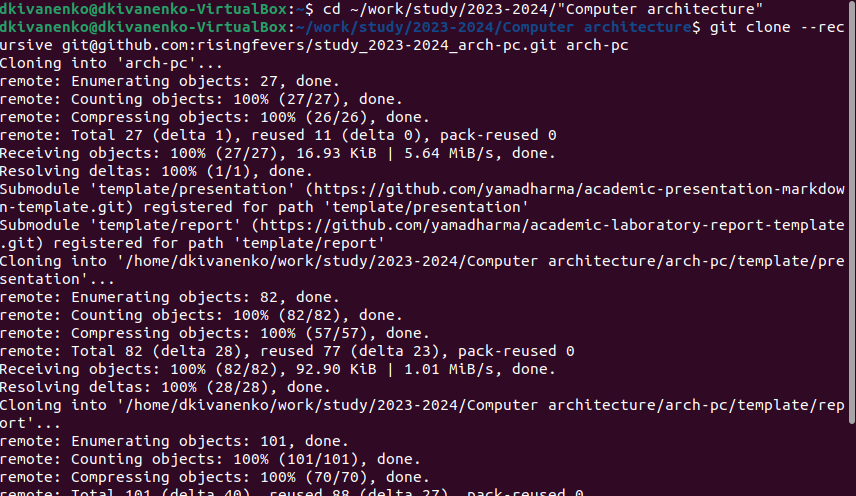 dkivanenko@dkivanenko-VirtualBox:~$ cd ~/work/study/2023-2024/"Computer architecture"
dkivanenko@dkivanenko-VirtualBox:~/work/study/2023-2024/Computer architecture$ git clone --rec
ursive git@github.com:risingfevers/study_2023-2024_arch-pc.git arch-pc
Cloning into 'arch-pc'...
remote: Enumerating objects: 27, done.
remote: Counting objects: 100% (27/27), done.
remote: Compressing objects: 100% (26/26), done.
remote: Total 27 (delta 1), reused 11 (delta 0), pack-reused 0
Receiving objects: 100% (27/27), 16.93 KiB | 5.64 MiB/s, done.
Resolving deltas: 100% (1/1), done.
Submodule 'template/presentation' (https://github.com/yamadharma/academic-presentation-markdow
n-template.git) registered for path 'template/presentation'
Submodule 'template/report' (https://github.com/yamadharma/academic-laboratory-report-template
.git) registered for path 'template/report'
Cloning into '/home/dkivanenko/work/study/2023-2024/Computer architecture/arch-pc/template/pre
sentation'...
remote: Enumerating objects: 82, done.
remote: Counting objects: 100% (82/82), done.
remote: Compressing objects: 100% (57/57), done.
remote: Total 82 (delta 28), reused 77 (delta 23), pack-reused 0
Receiving objects: 100% (82/82), 92.90 KiB | 1.01 MiB/s, done.
Resolving deltas: 100% (28/28), done.
Cloning into '/home/dkivanenko/work/study/2023-2024/Computer architecture/arch-pc/template/rep
ort'...
remote: Enumerating objects: 101, done.
remote: Counting objects: 100% (101/101), done.
remote: Compressing objects: 100% (70/70), done.
remote: Total 101 (delta 40), reused 88 (delta 27), pack-reused 0